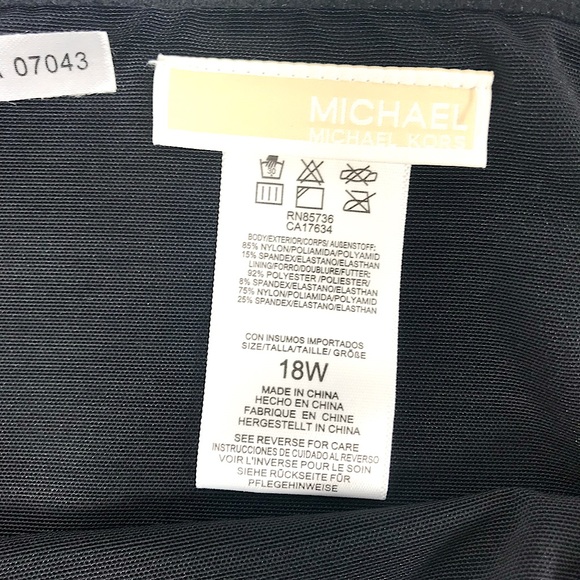 A 07043
MICHAEL
MICHAEL KORS
30
RN85736
CA17634
BODY/EXTERIOR/CORPS/ AUßENSTOFF:
85% NYLON/POLIAMIDA/POLYAMID
15% SPANDEX/ELASTANO/ELASTHAN
LINING/FORRO/DOUBLURE/FUTTER:
92% POLYESTER /POLIESTER/
8% SPANDEX/ELASTANO/ELASTHAN
75% NYLON/POLIAMIDA/POLYAMID
25% SPANDEX/ELASTANO/ELASTHAN
CON INSUMOS IMPORTADOS
SIZE/TALLA/TAILLE/ GRÖßE
18W
MADE IN CHINA
HECHO EN CHINA
FABRIQUE EN CHINE
HERGESTELLT IN CHINA
SEE REVERSE FOR CARE
INSTRUCCIONES DE CUIDADO AL REVERSO
VOIR L'INVERSE POUR LE SOIN
SIEHE RÜCKSEITE FÜR
PFLEGEHINWEISE